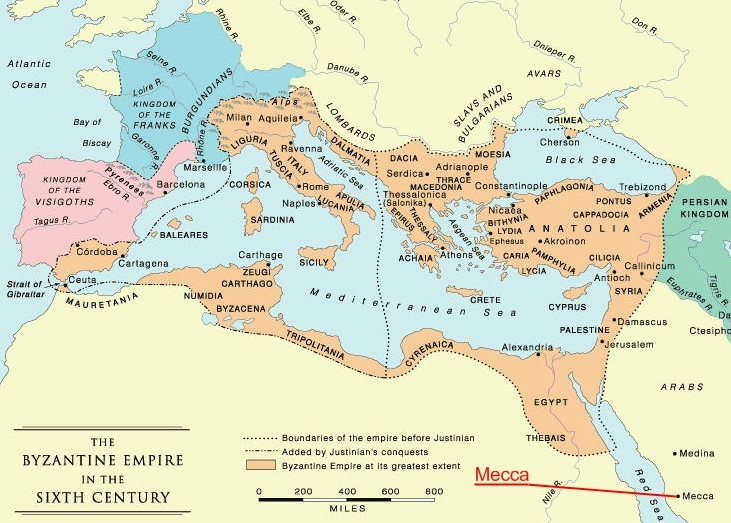 Atlantic
Ocean
Rhine R.
Elbe R.
Oder R.
Don R.
Dnieper R.
Danube R.
AVARS
Seine R.
Loire R.
KINGDOM
OF THE
FRANKS
BURGUNDIANS
Garonne R.
Rhône R.
Bay of
Biscay
Alps
Milan
Aquileia
LOMBARDS
SLAVS AND
BULGARIANS
CRIMEA
Cherson
Black Sea
KINGDOM
OF THE
VISIGOTHS
Pyrenees
Ebro R.
Tagus R.
Barcelona
Marseille
LIGURIA
TUSCIA
ITALY
Ravenna
Adriatic Sea
DALMATIA
DACIA
MOESIA
Serdica
Adrianople
THRACE
MACEDONIA
Constantinople
Thessalonica
(Salonika)
CORSICA
Rome
Naples
APULIA
LUCANIA
SARDINIA
BALEARES
EPIRUS
THESSALY
Aegean Sea
ACHAIA
Athens
Nicaea
BITHYNIA
PAPHLAGONIA
PONTUS
Trebizond
ARMENIA
CAPPADOCIA
LYDIA
Ephesus
ANATOLIA
Akroinon
CARIA
PAMPHYLIA
LYCIA
CILICIA
Callinicum
Antioch
SYRIA
PERSIAN
KINGDOM
Tigris R.
Euphrates R.
Da
Ctesipho
Córdoba
Cartagena
Ceuta
Strait of
Gibraltar
MAURETANIA
Carthage
ZEUGI
CARTHAGO
NUMIDIA
BYZACENA
SICILY
Mediterranean Sea
CRETE
CYPRUS
TRIPOLITANIA
CYRENAICA
Alexandria
PALESTINE
Damascus
Jerusalem
ARABS
EGYPT
THEBAIS
Nile R.
Red Sea
Medina
Mecca
Mecca
THE
BYZANTINE EMPIRE
IN THE
SIXTH CENTURY
Boundaries of the empire before Justinian
Added by Justinian's conquests
Byzantine Empire at its greatest extent
0 200 400 600 800
MILES